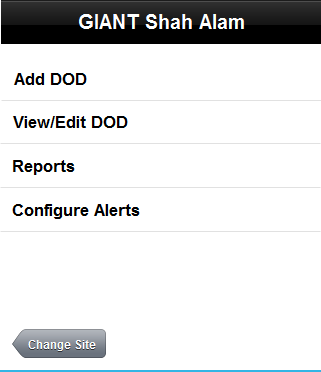 GIANT Shah Alam
Add DOD
View/Edit DOD
Reports
Configure Alerts
Change Site